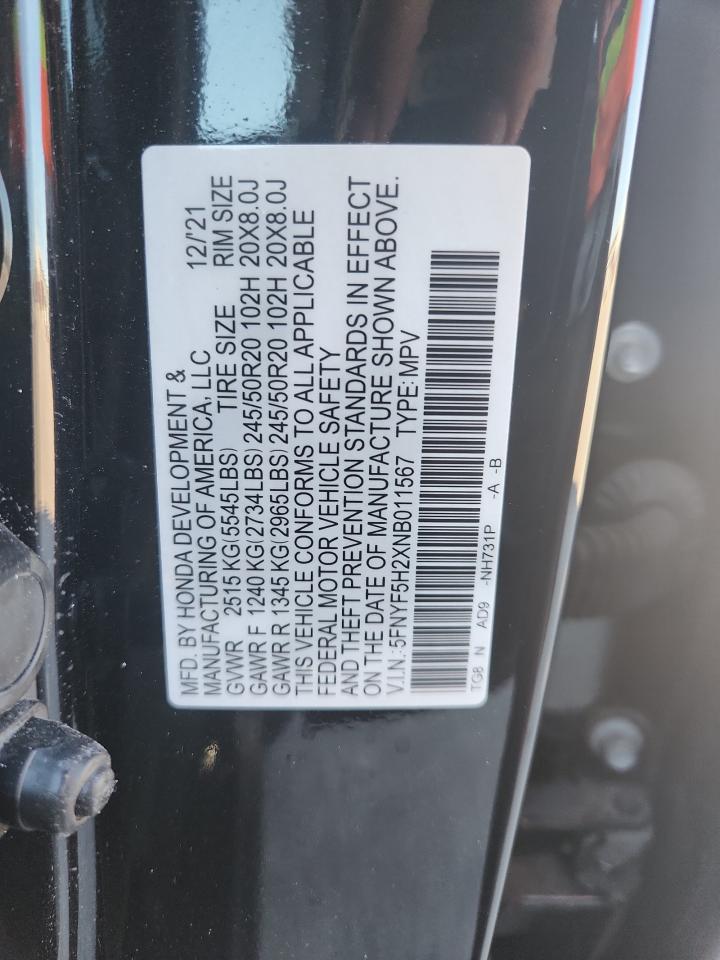 MFD. BY HONDA DEVELOPMENT &
MANUFACTURING OF AMERICA, LLC 12/'21
GVWR 2515 KG(5545LBS) TIRE SIZE RIM SIZE
GAWR F 1240 KG(2734LBS) 245/50R20 102H 20X8.0J
GAWR R 1345 KG(2965LBS) 245/50R20 102H 20X8.0J
THIS VEHICLE CONFORMS TO ALL APPLICABLE
FEDERAL MOTOR VEHICLE SAFETY
AND THEFT PREVENTION STANDARDS IN EFFECT
ON THE DATE OF MANUFACTURE SHOWN ABOVE.
V.I.N.: 5FNYF5H2XNB011567 TYPE: MPV
TG8 N AD9 -NH731P -A -B